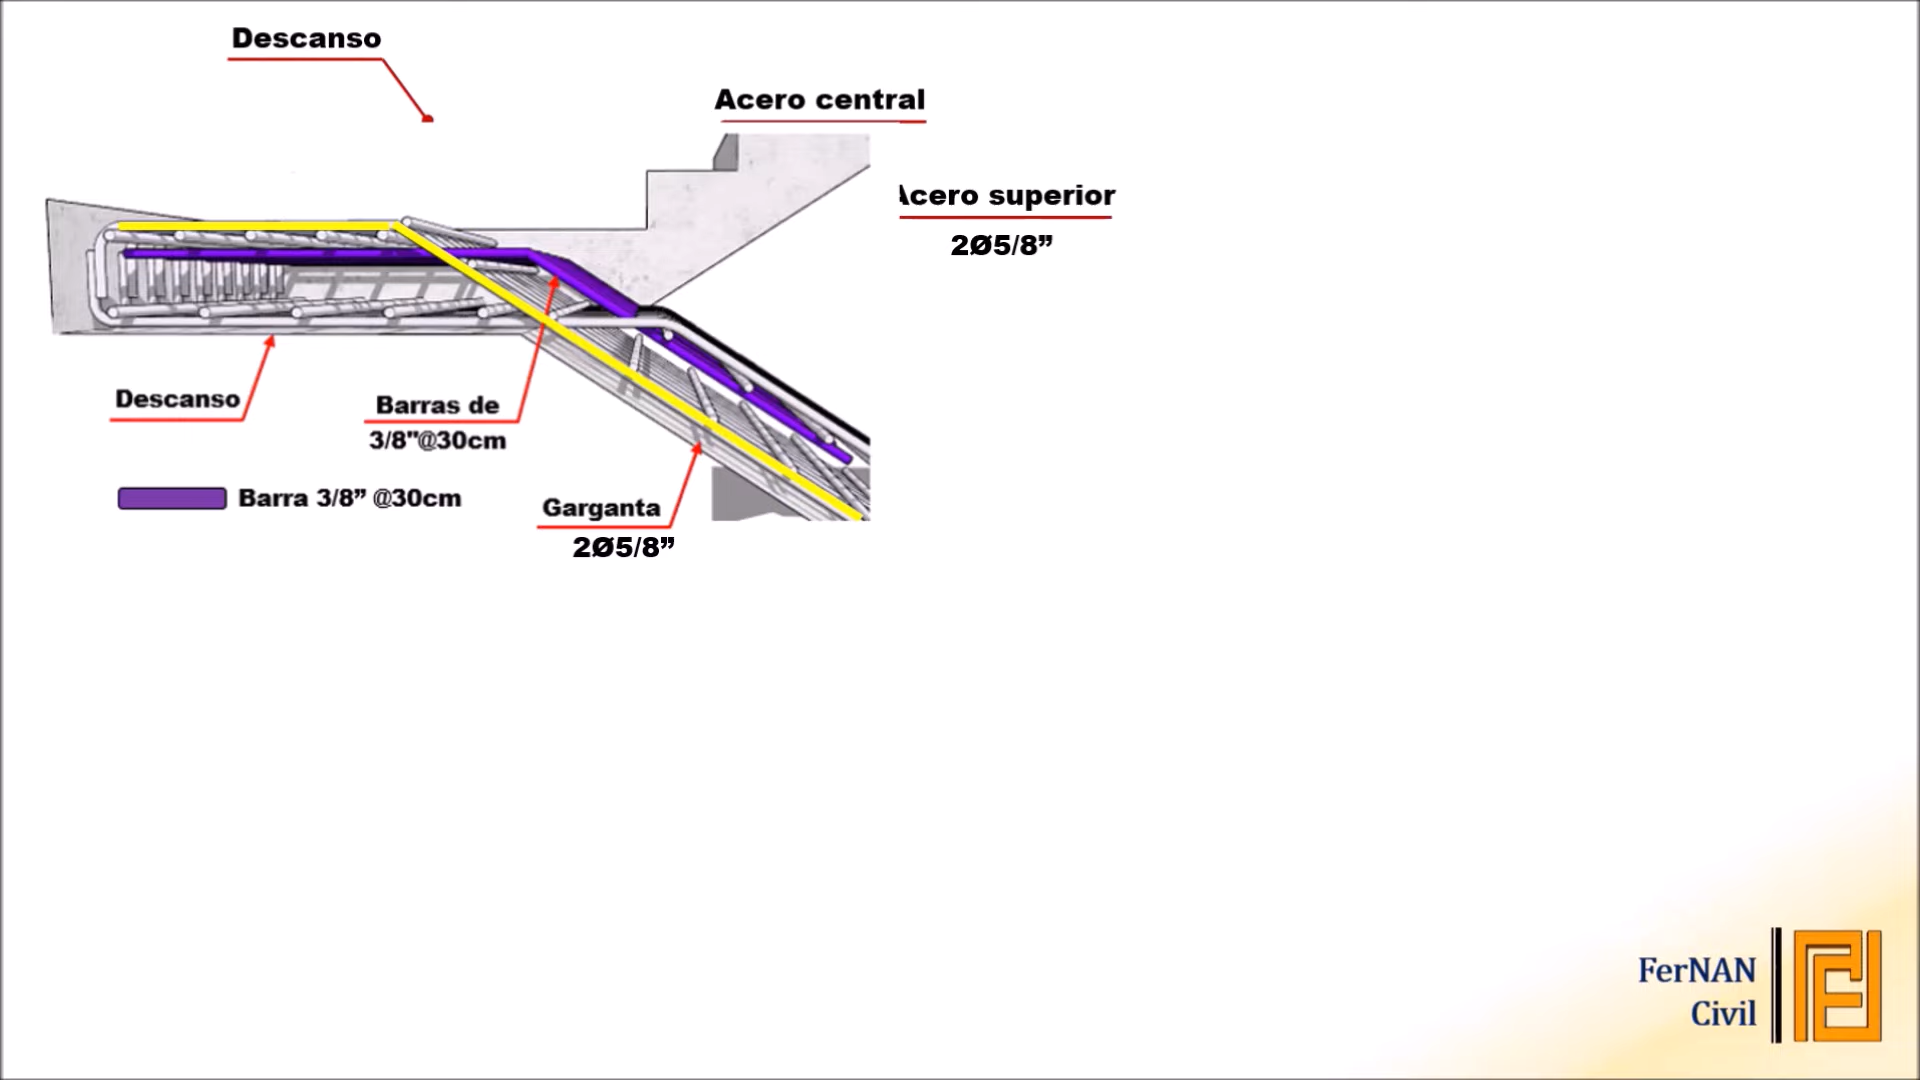 Descanso
Acero central
Acero superior
2Ø5/8”
Descanso
Barras de
3/8"@30cm
Barra 3/8” @30cm
Garganta
2Ø5/8”
FerNAN
Civil